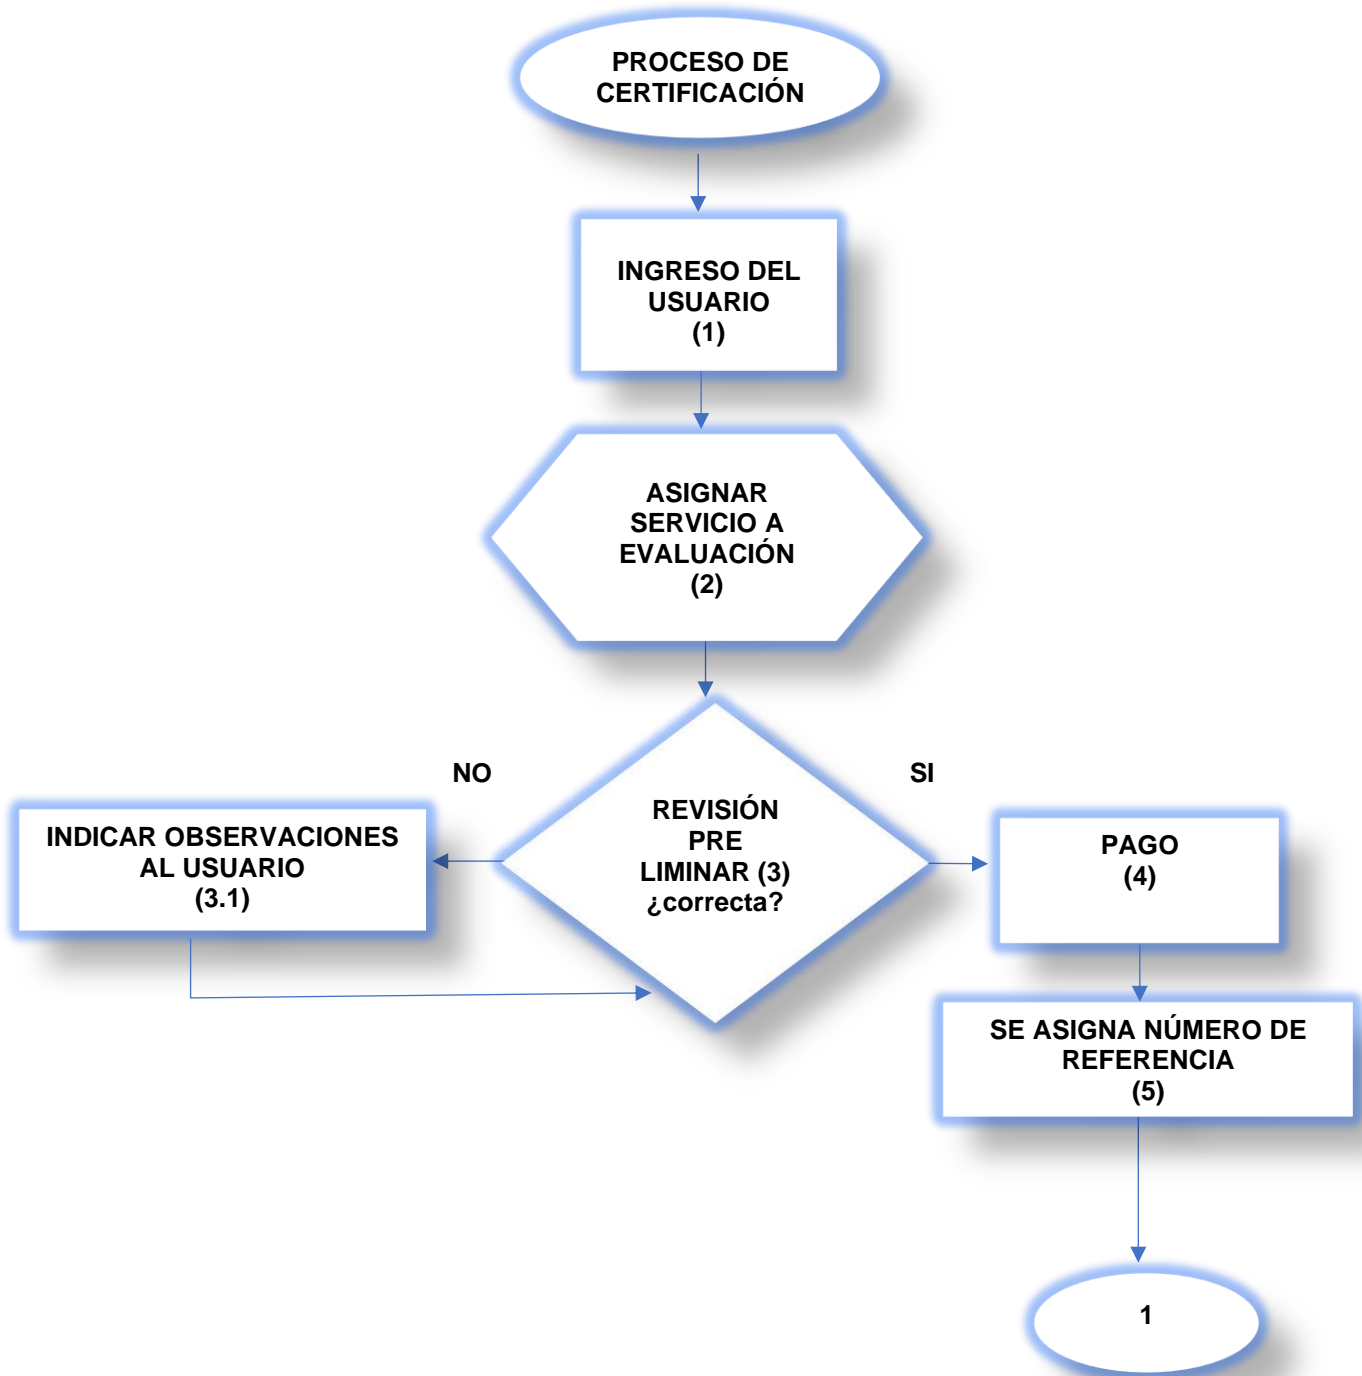 PROCESO DE
CERTIFICACIÓN
INGRESO DEL
USUARIO
(1)
ASIGNAR
SERVICIO A
EVALUACIÓN
(2)
NO
SI
REVISIÓN
PRE
LIMINAR (3)
¿correcta?
INDICAR OBSERVACIONES
AL USUARIO
(3.1)
PAGO
(4)
SE ASIGNA NÚMERO DE
REFERENCIA
(5)
1